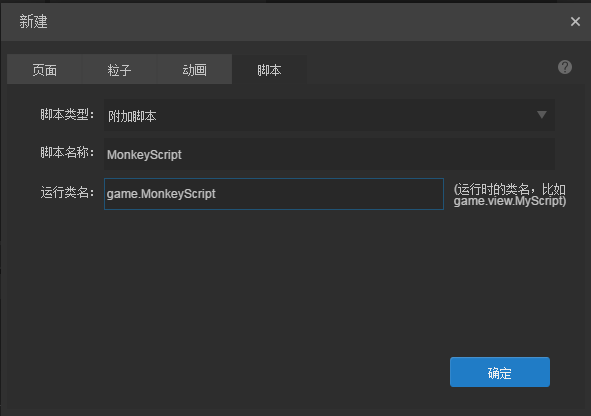 新建
页面 粒子 动画 脚本
脚本类型： 附加脚本
脚本名称： MonkeyScript
运行类名： game.MonkeyScript
(运行时的类名，比如
game.view.MyScript)
确定